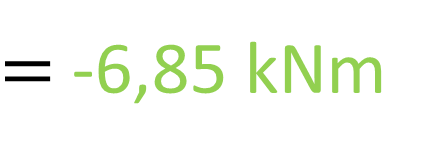 = -6,85 kNm